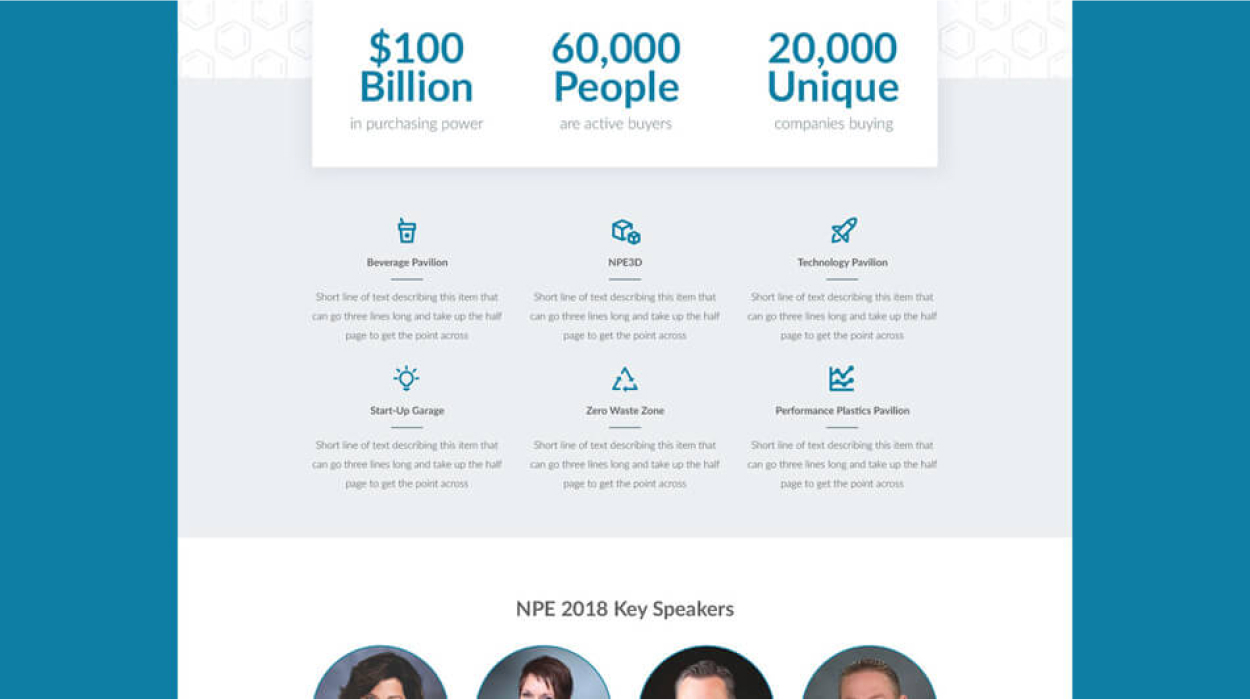 $100 Billion
in purchasing power
60,000 People
are active buyers
20,000 Unique
companies buying
Beverage Pavilion
Short line of text describing this item that
can go three lines long and take up the half
page to get the point across
NPE3D
Short line of text describing this item that
can go three lines long and take up the half
page to get the point across
Technology Pavilion
Short line of text describing this item that
can go three lines long and take up the half
page to get the point across
Start-Up Garage
Short line of text describing this item that
can go three lines long and take up the half
page to get the point across
Zero Waste Zone
Short line of text describing this item that
can go three lines long and take up the half
page to get the point across
Performance Plastics Pavilion
Short line of text describing this item that
can go three lines long and take up the half
page to get the point across
NPE 2018 Key Speakers